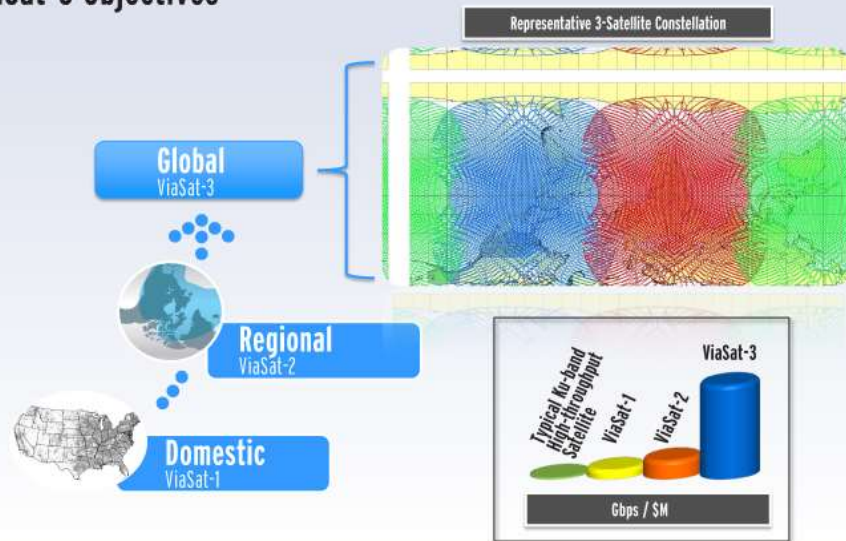 Representative 3-Satellite Constellation
Global
ViaSat-3
Regional
ViaSat-2
Domestic
ViaSat-1
Typical Ku-band
High-throughput
Satellite
ViaSat-1
ViaSat-2
ViaSat-3
Gbps / $M